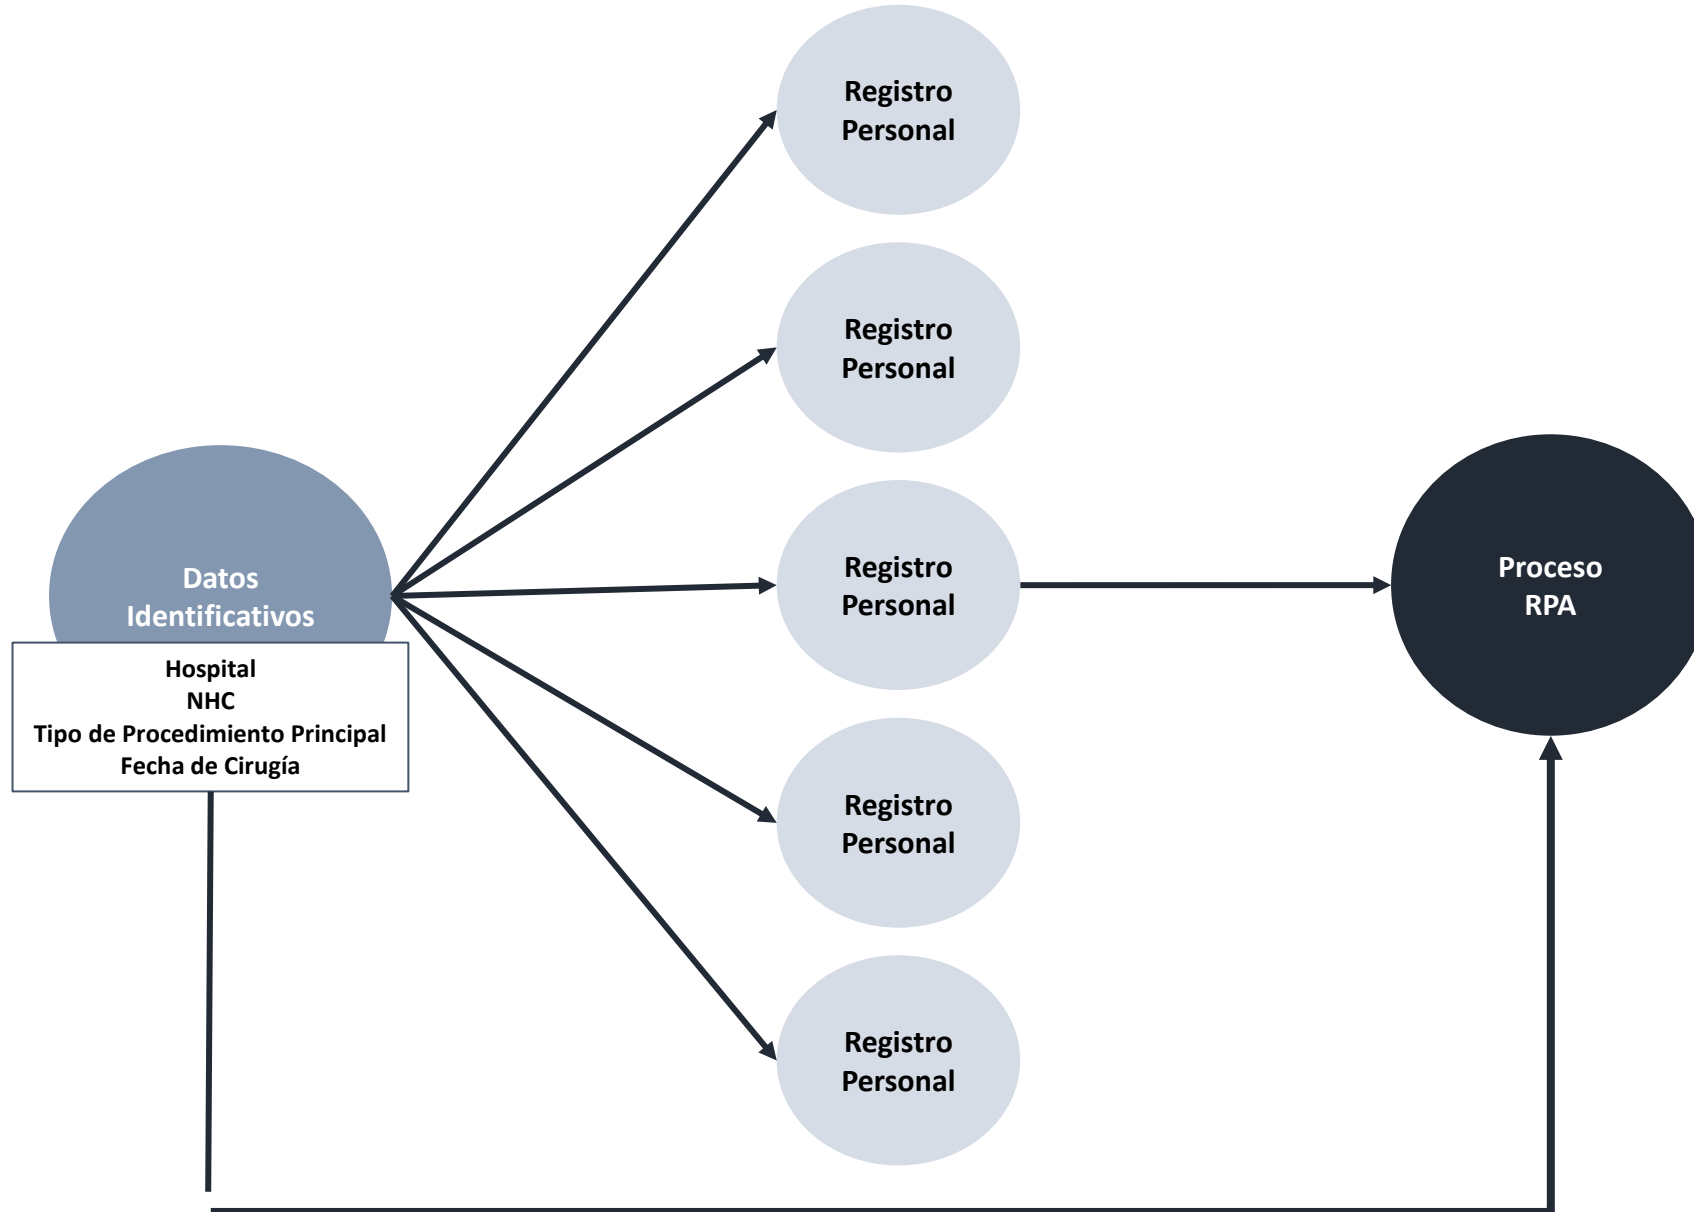 Registro
Personal
Registro
Personal
Datos
Identificativos
Hospital
NHC
Tipo de Procedimiento Principal
Fecha de Cirugía
Registro
Personal
Proceso
RPA
Registro
Personal
Registro
Personal